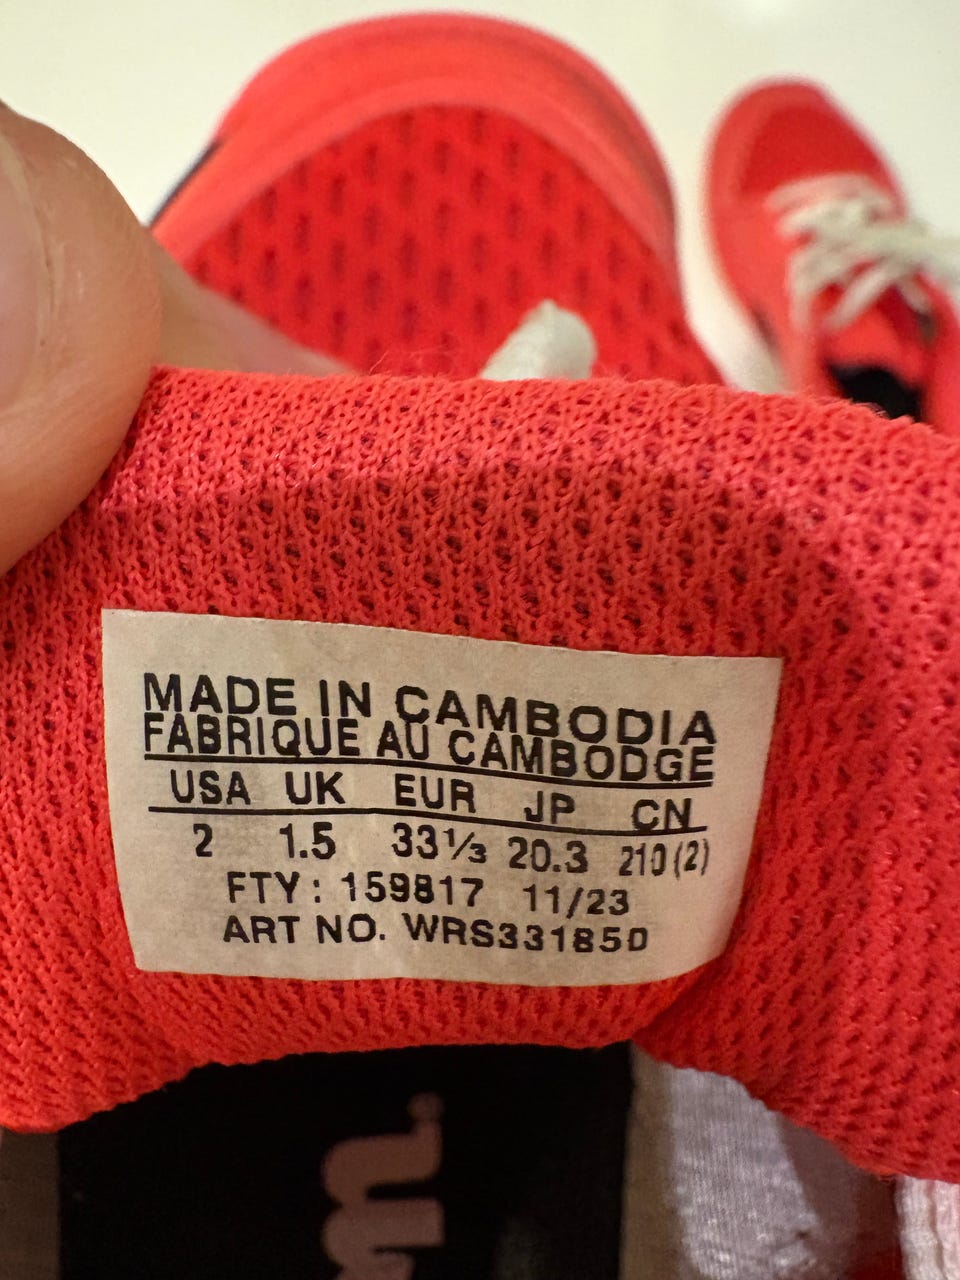 MADE IN CAMBODIA
FABRIQUE AU CAMBODGE
USA UK EUR JP CN
2 1.5 33⅓ 20.3 210(2)
FTY: 159817 11/23
ART NO. WRS331850